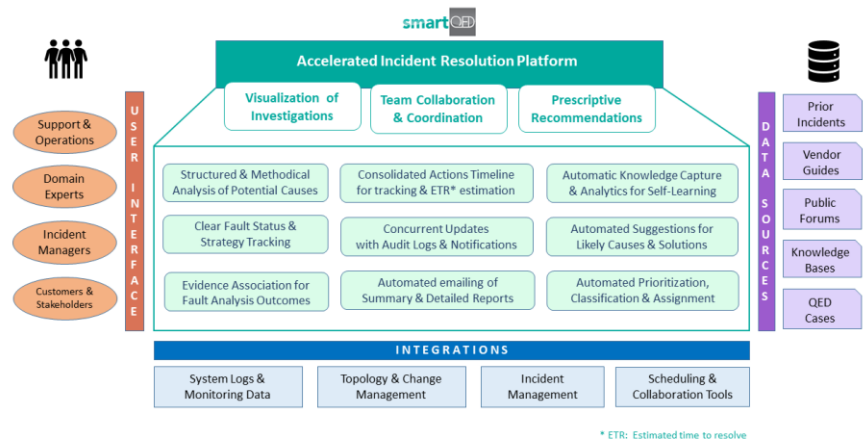 smart QED
Accelerated Incident Resolution Platform
Visualization of
Investigations
Team Collaboration
& Coordination
Prescriptive
Recommendations
Support &
Operations
Domain
Experts
Incident
Managers
Customers &
Stakeholders
USER INTERFACE
Structured & Methodical
Analysis of Potential Causes
Consolidated Actions Timeline
for tracking & ETR* estimation
Automatic Knowledge Capture
& Analytics for Self-Learning
Clear Fault Status &
Strategy Tracking
Concurrent Updates
with Audit Logs & Notifications
Automated Suggestions for
Likely Causes & Solutions
Evidence Association for
Fault Analysis Outcomes
Automated emailing of
Summary & Detailed Reports
Automated Prioritization,
Classification & Assignment
DATA SOURCES
Prior
Incidents
Vendor
Guides
Public
Forums
Knowledge
Bases
QED
Cases
INTEGRATIONS
System Logs &
Monitoring Data
Topology & Change
Management
Incident
Management
Scheduling &
Collaboration Tools
* ETR: Estimated time to resolve